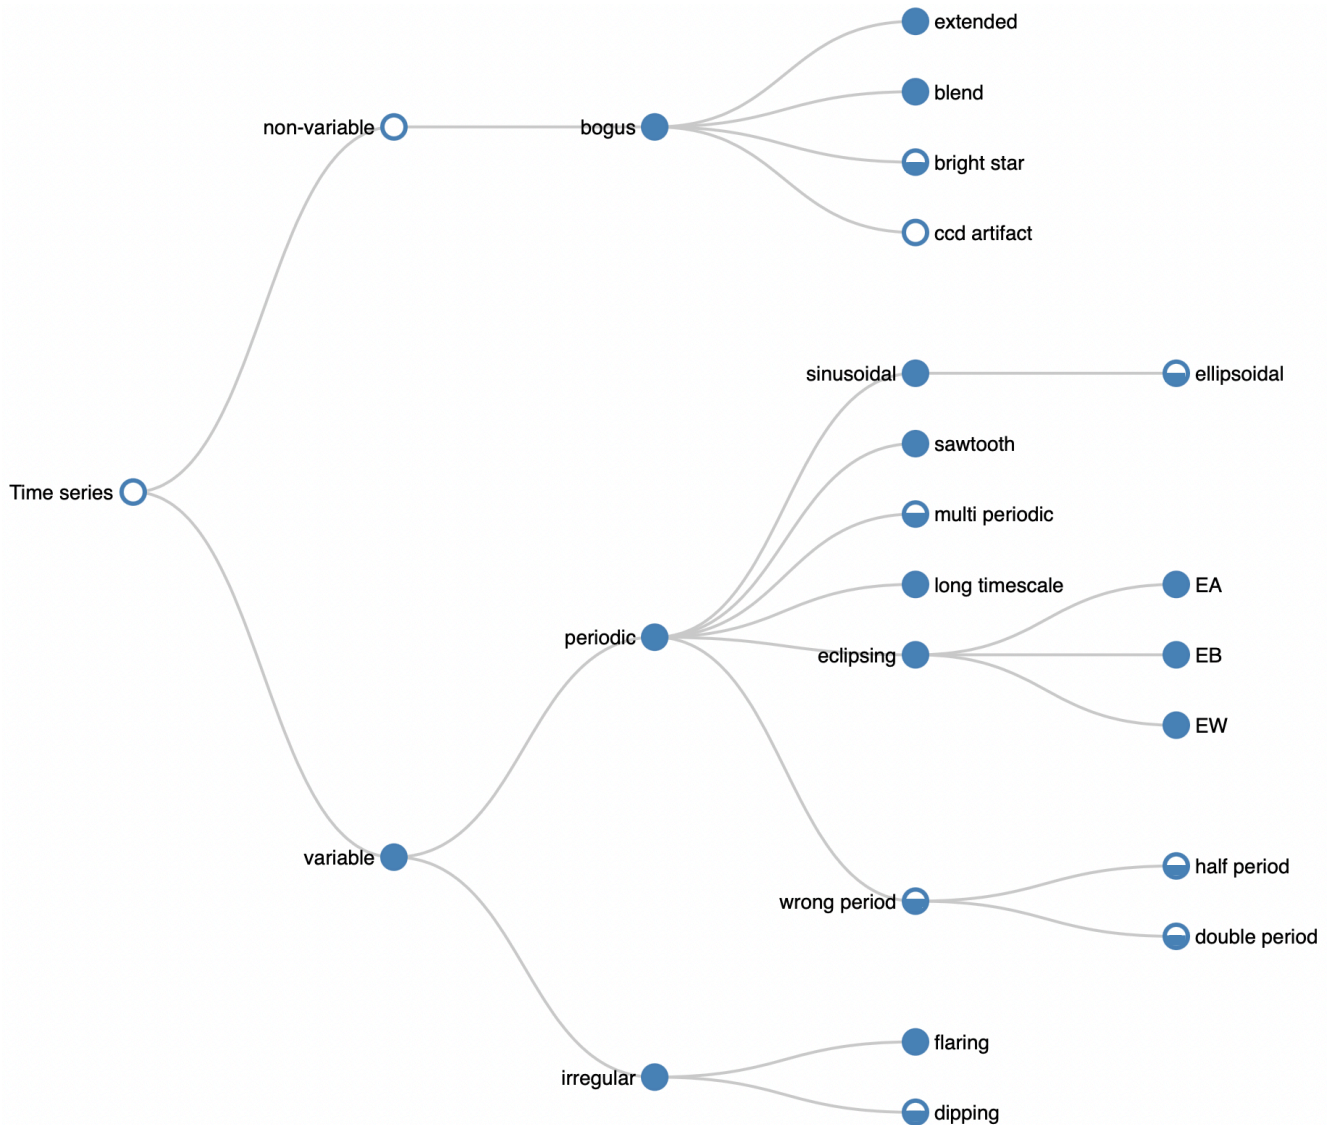 extended
blend
non-variable
bogus
bright star
ccd artifact
sinusoidal
ellipsoidal
sawtooth
Time series
multi periodic
long timescale
EA
periodic
eclipsing
EB
EW
variable
half period
wrong period
double period
flaring
irregular
dipping